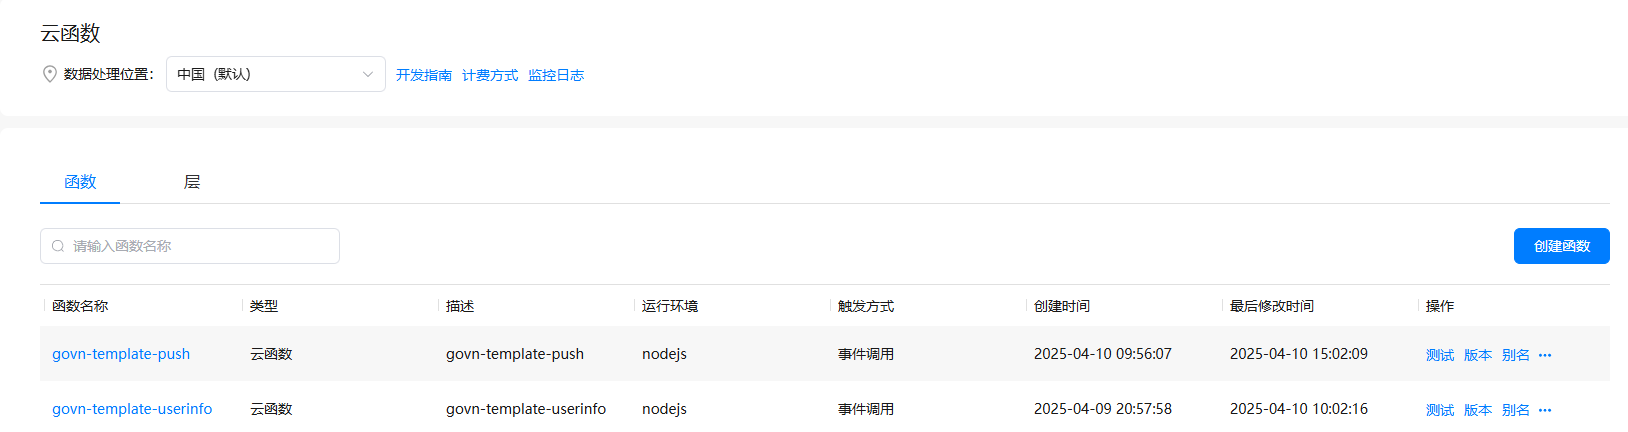 云函数
数据处理位置： 中国（默认） 开发指南 计费方式 监控日志
函数 层
请输入函数名称 创建函数
函数名称 类型 描述 运行环境 触发方式 创建时间 最后修改时间 操作
govn-template-push 云函数 govn-template-push nodejs 事件调用 2025-04-10 09:56:07 2025-04-10 15:02:09 测试 版本 别名 •••
govn-template-userinfo 云函数 govn-template-userinfo nodejs 事件调用 2025-04-09 20:57:58 2025-04-10 10:02:16 测试 版本 别名 •••